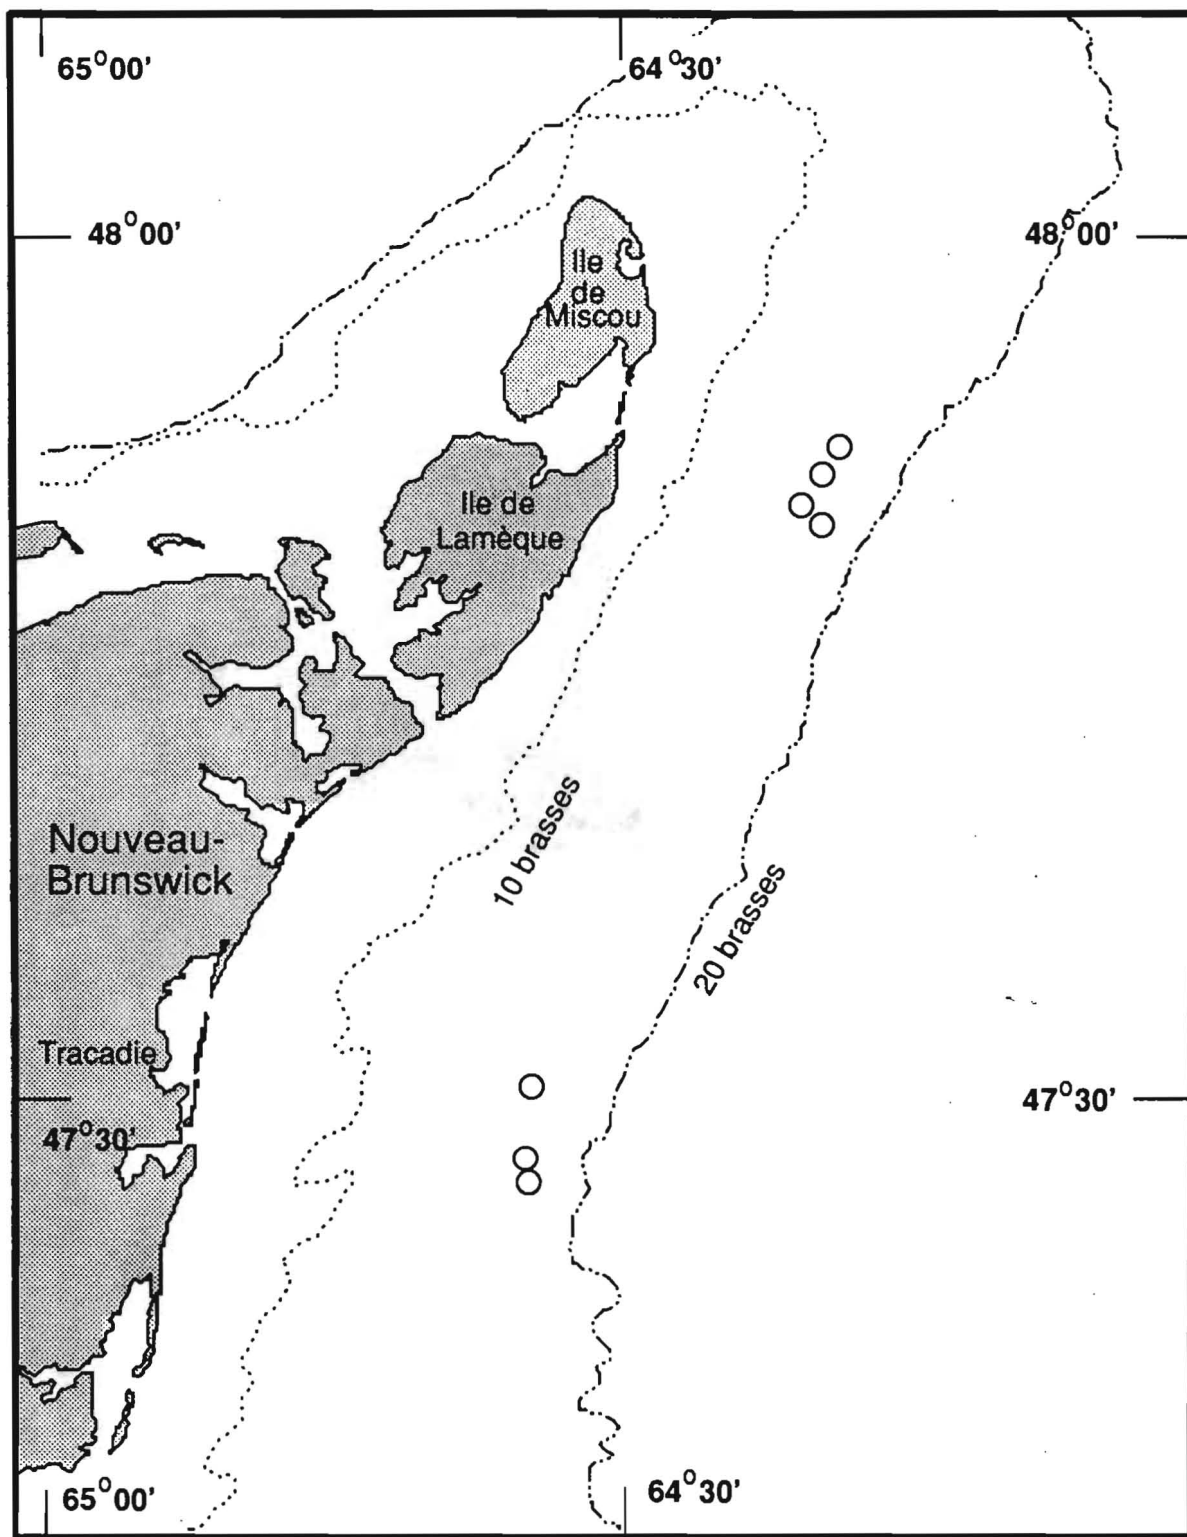 65°00'
64°30'
48°00'
48°00'
Ile
de
Miscou
Ile de
Lamèque
10 brasses
Nouveau-
Brunswick
20 brasses
Tracadie
47°30'
47°30'
65°00'
64°30'